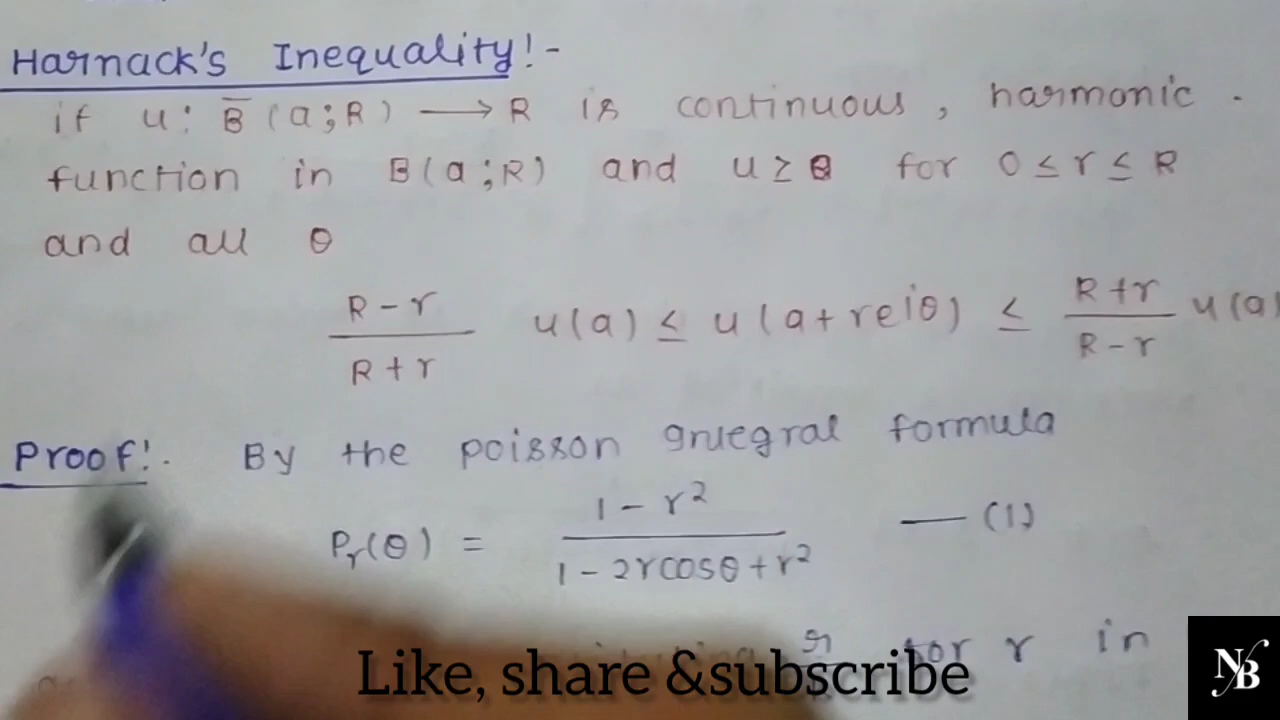 Harnack's Inequality!-
if u: B̅ (a;R) ⟶ R is continuous, harmonic.
function in B(a;R) and u ≥ 0 for 0 ≤ r ≤ R
and all θ
R-r / R+r u(a) ≤ u(a+reiθ) ≤ R+r / R-r u(a)
Proof!. By the poisson integral formula
Pr(θ) = 1-r² / 1-2rcosθ+r² — (1)
for r in
Like, share &subscribe
NB